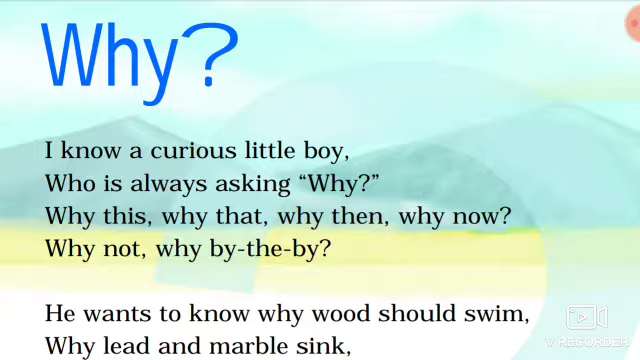 Why?
I know a curious little boy,
Who is always asking “Why?”
Why this, why that, why then, why now?
Why not, why by-the-by?
He wants to know why wood should swim,
Why lead and marble sink,
V RECORDER